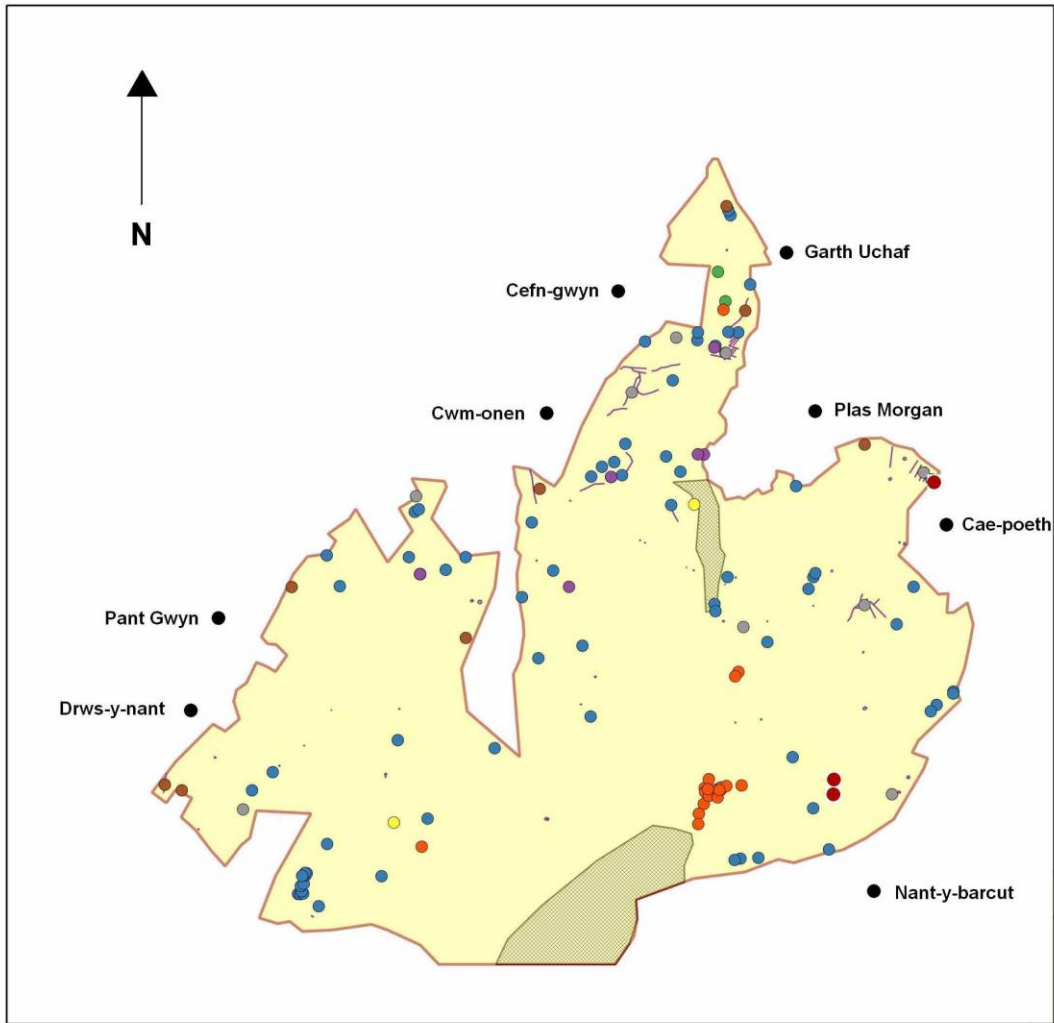 N
Garth Uchaf
Cefn-gwyn
Cwm-onen
Plas Morgan
Cae-poeth
Pant Gwyn
Drws-y-nant
Nant-y-barcut